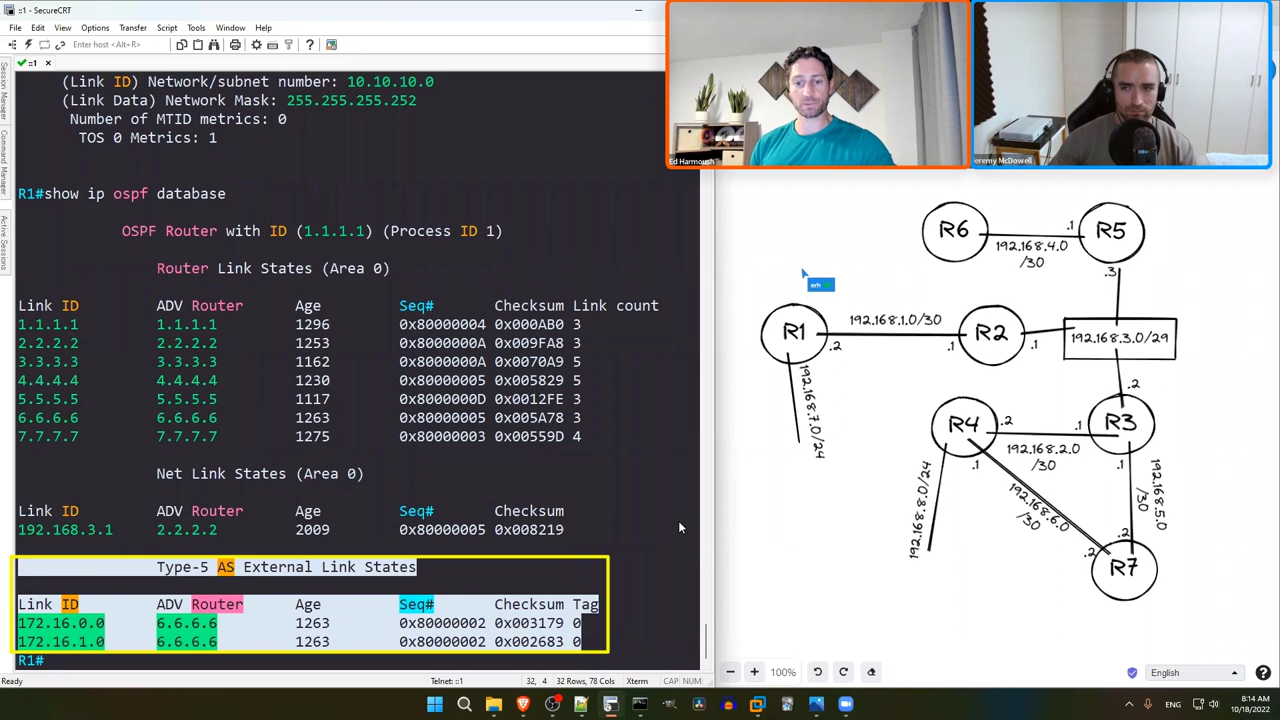 ::1 - SecureCRT
File Edit View Options Transfer Script Tools Window Help
Enter host <Alt+R>
::1
Session Manager
Command Manager
Active Sessions
(Link ID) Network/subnet number: 10.10.10.0
(Link Data) Network Mask: 255.255.255.252
Number of MTID metrics: 0
TOS 0 Metrics: 1
R1#show ip ospf database
OSPF Router with ID (1.1.1.1) (Process ID 1)
Router Link States (Area 0)
Link ID ADV Router Age Seq# Checksum Link count
1.1.1.1 1.1.1.1 1296 0x80000004 0x000AB0 3
2.2.2.2 2.2.2.2 1253 0x8000000A 0x009FA8 3
3.3.3.3 3.3.3.3 1162 0x8000000A 0x0070A9 5
4.4.4.4 4.4.4.4 1230 0x80000005 0x005829 5
5.5.5.5 5.5.5.5 1117 0x8000000D 0x0012FE 3
6.6.6.6 6.6.6.6 1263 0x80000005 0x005A78 3
7.7.7.7 7.7.7.7 1275 0x80000003 0x00559D 4
Net Link States (Area 0)
Link ID ADV Router Age Seq# Checksum
192.168.3.1 2.2.2.2 2009 0x80000005 0x008219
Type-5 AS External Link States
Link ID ADV Router Age Seq# Checksum Tag
172.16.0.0 6.6.6.6 1263 0x80000002 0x003179 0
172.16.1.0 6.6.6.6 1263 0x80000002 0x002683 0
R1#
Ready
Telnet: ::1 32, 4 32 Rows, 78 Cols Xterm CAP NUM
Ed Harmoush
Jeremy McDowell
R6
192.168.4.0
/30
.1
R5
.3
erh
R1
.2
192.168.1.0/30
.1
R2
.1
192.168.3.0/29
192.168.7.0/24
.2
R4
.2
.1
R3
192.168.2.0
/30
.1
.1
192.168.8.0/24
192.168.6.0
/30
192.168.5.0
/30
.2
.2
R7
100%
English
8:14 AM
10/18/2022